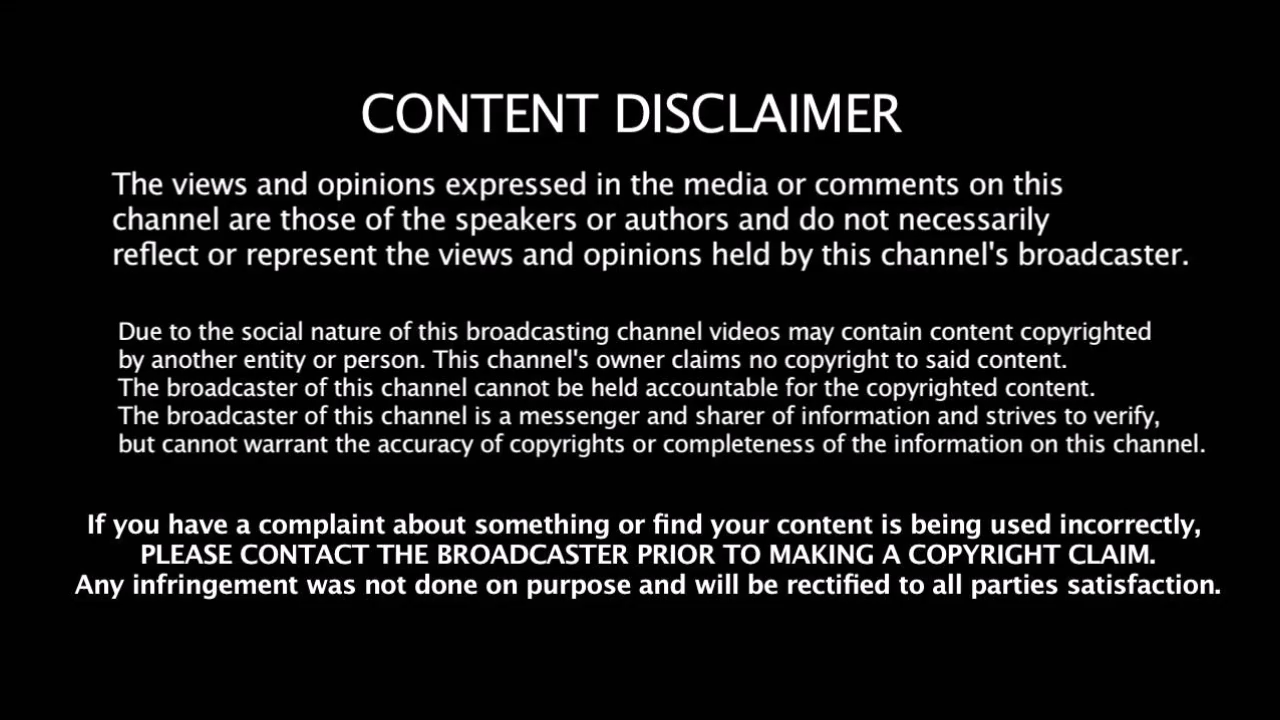 CONTENT DISCLAIMER
The views and opinions expressed in the media or comments on this
channel are those of the speakers or authors and do not necessarily
reflect or represent the views and opinions held by this channel's broadcaster.
Due to the social nature of this broadcasting channel videos may contain content copyrighted
by another entity or person. This channel's owner claims no copyright to said content.
The broadcaster of this channel cannot be held accountable for the copyrighted content.
The broadcaster of this channel is a messenger and sharer of information and strives to verify,
but cannot warrant the accuracy of copyrights or completeness of the information on this channel.
If you have a complaint about something or find your content is being used incorrectly,
PLEASE CONTACT THE BROADCASTER PRIOR TO MAKING A COPYRIGHT CLAIM.
Any infringement was not done on purpose and will be rectified to all parties satisfaction.